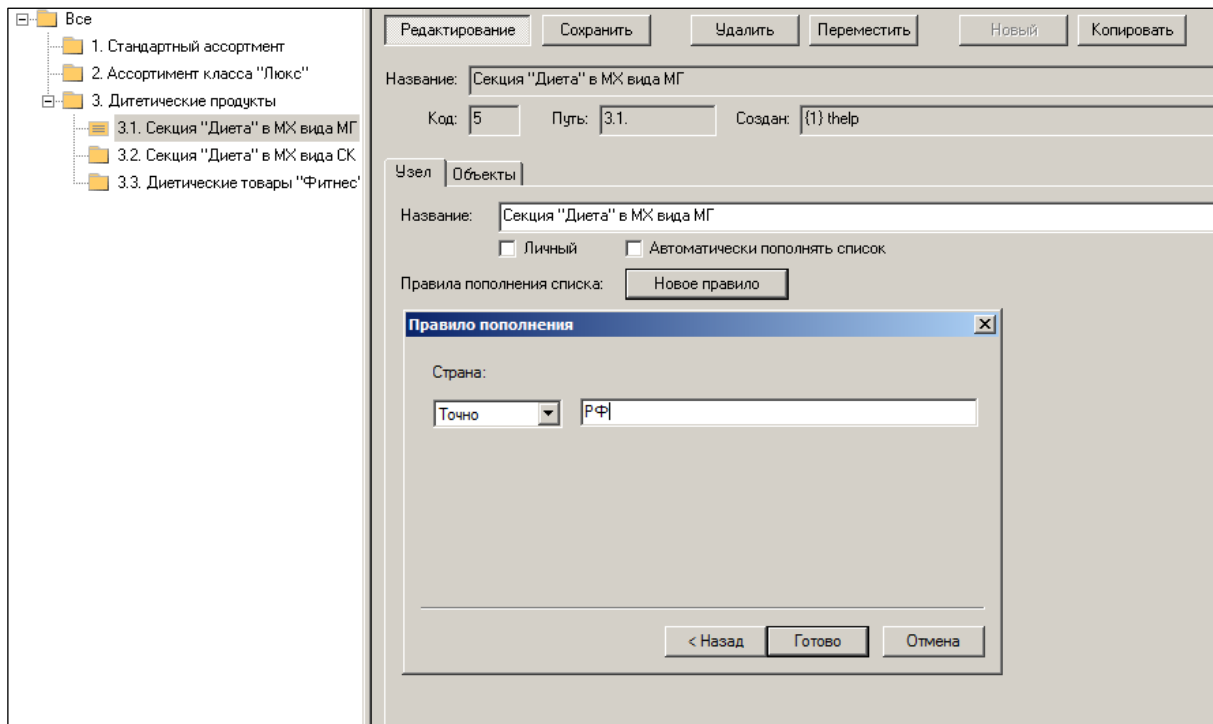 Все
1. Стандартный ассортмент
2. Ассортимент класса "Люкс"
3. Дитетические продукты
3.1. Секция "Диета" в МХ вида МГ
3.2. Секция "Диета" в МХ вида СК
3.3. Диетические товары "Фитнес"
Редактирование Сохранить Удалить Переместить Новый Копировать
Название: Секция "Диета" в МХ вида МГ
Код: 5 Путь: 3.1. Создан: {1} thelp
Узел Объекты
Название: Секция "Диета" в МХ вида МГ
Личный Автоматически пополнять список
Правила пополнения списка: Новое правило
Правило пополнения
Страна:
Точно РФ
< Назад Готово Отмена